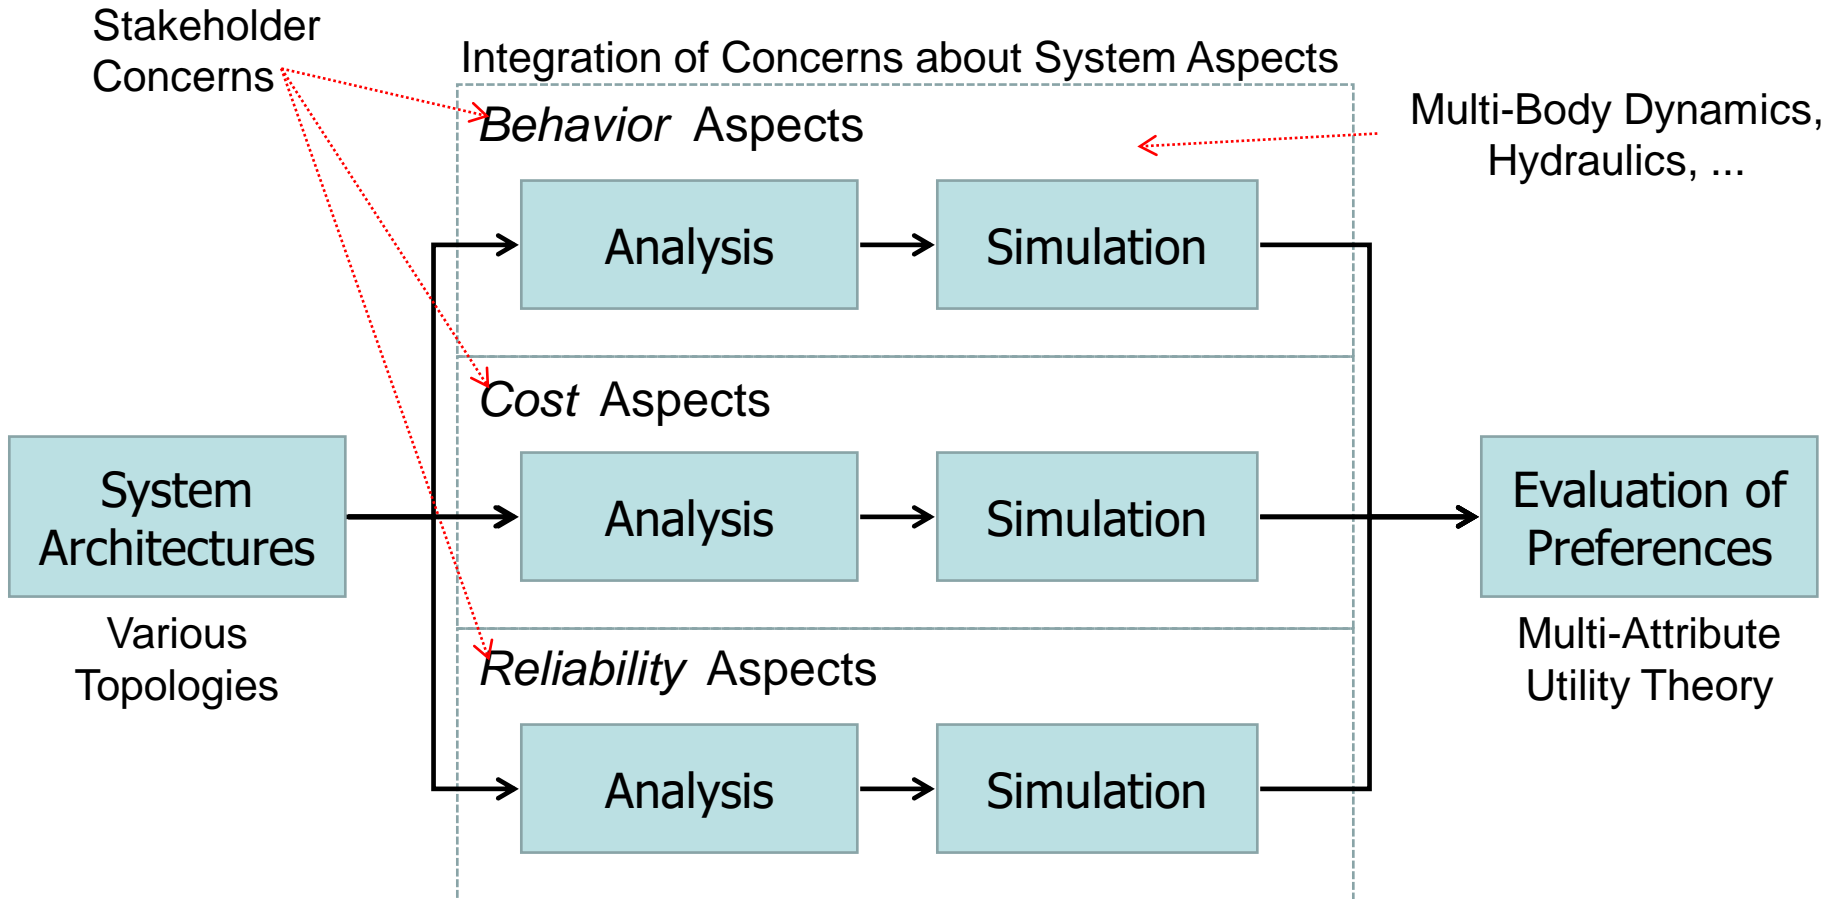 Stakeholder
Concerns
Integration of Concerns about System Aspects
Behavior Aspects
Multi-Body Dynamics,
Hydraulics, ...
Analysis
Simulation
Cost Aspects
System
Architectures
Analysis
Simulation
Evaluation of
Preferences
Various
Topologies
Multi-Attribute
Utility Theory
Reliability Aspects
Analysis
Simulation